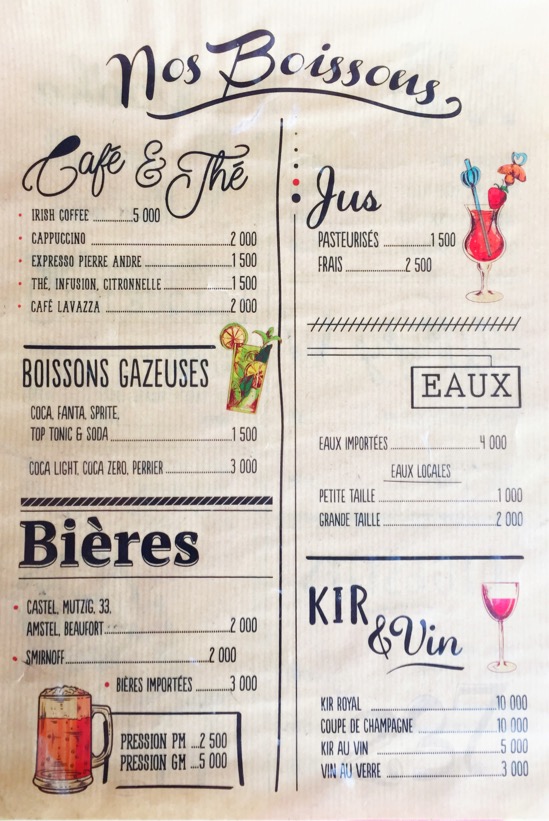 Nos Boissons
Café & Thé
IRISH COFFEE ............5 000
CAPPUCCINO ............2 000
EXPRESSO PIERRE ANDRE ............1 500
THÉ, INFUSION, CITRONNELLE ............1 500
CAFÉ LAVAZZA ............2 000
BOISSONS GAZEUSES
COCA, FANTA, SPRITE,
TOP TONIC & SODA ............1 500
COCA LIGHT, COCA ZERO, PERRIER ............3 000
Bières
CASTEL, MUTZIG, 33,
AMSTEL, BEAUFORT ............2 000
SMIRNOFF ............2 000
BIÈRES IMPORTÉES ............3 000
PRESSION PM ...2 500
PRESSION GM ...5 000
Jus
PASTEURISÉS ............1 500
FRAIS ............2 500
EAUX
EAUX IMPORTÉES ............4 000
EAUX LOCALES
PETITE TAILLE ............1 000
GRANDE TAILLE ............2 000
KIR
&Vin
KIR ROYAL ............10 000
COUPE DE CHAMPAGNE ............10 000
KIR AU VIN ............5 000
VIN AU VERRE ............3 000